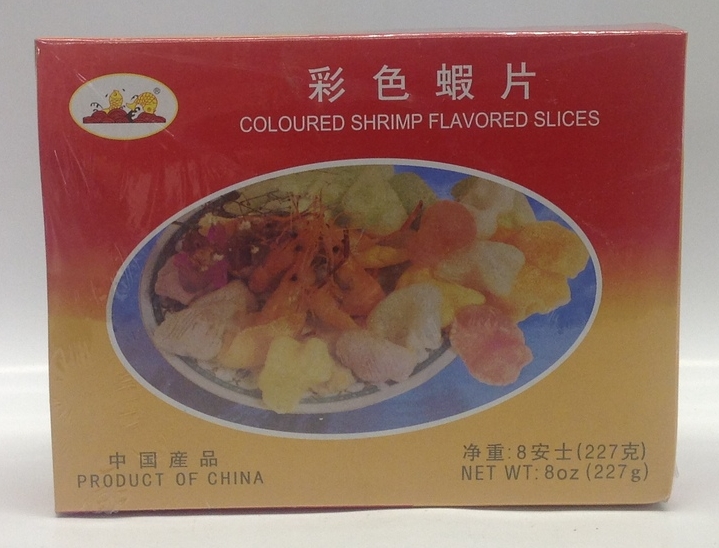 ®
彩色蝦片
COLOURED SHRIMP FLAVORED SLICES
中国産品
PRODUCT OF CHINA
净重:8安士(227克)
NET WT: 8oz (227g)